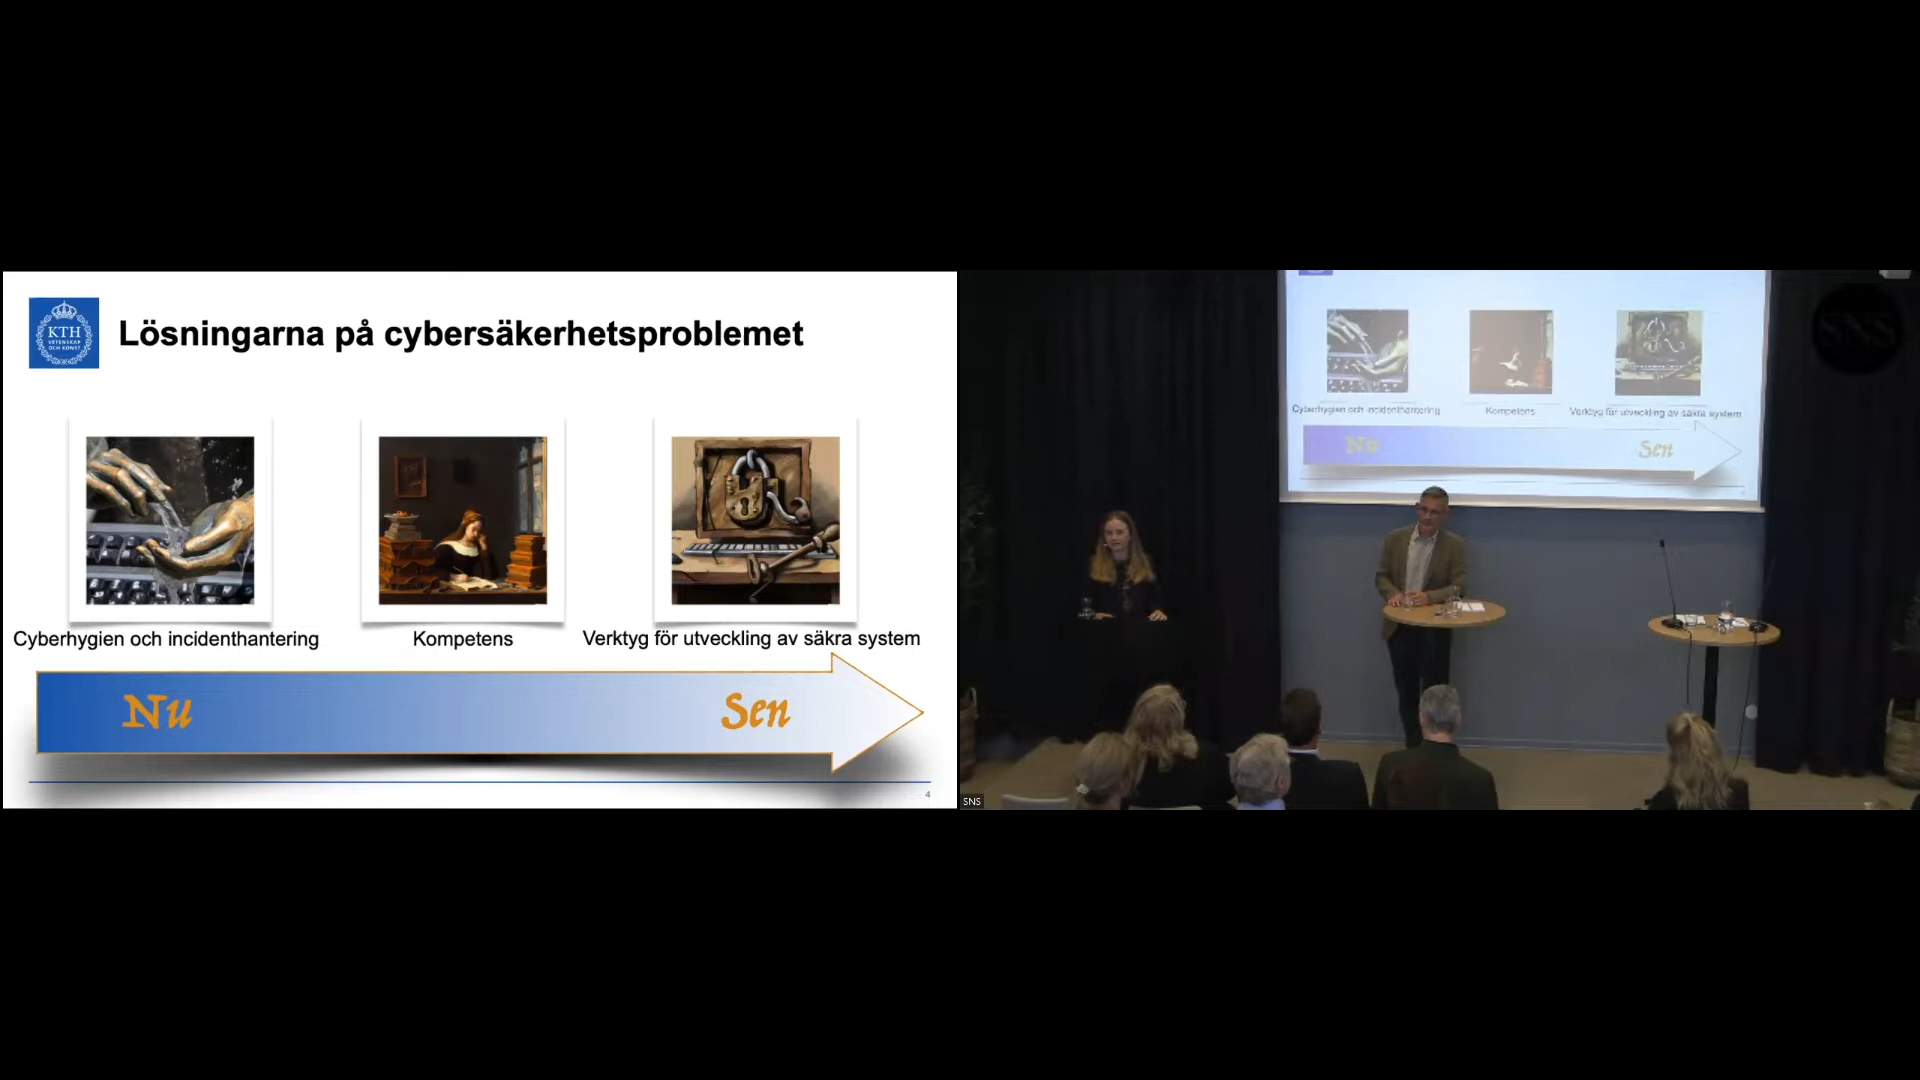 KTH
VETENSKAP
OCH KONST
Lösningarna på cybersäkerhetsproblemet
Cyberhygien och incidenthantering
Kompetens
Verktyg för utveckling av säkra system
Nu
Sen
4
Cyberhygien och incidenthantering
Kompetens
Verktyg för utveckling av säkra system
Nu
Sen
SNS
SNS